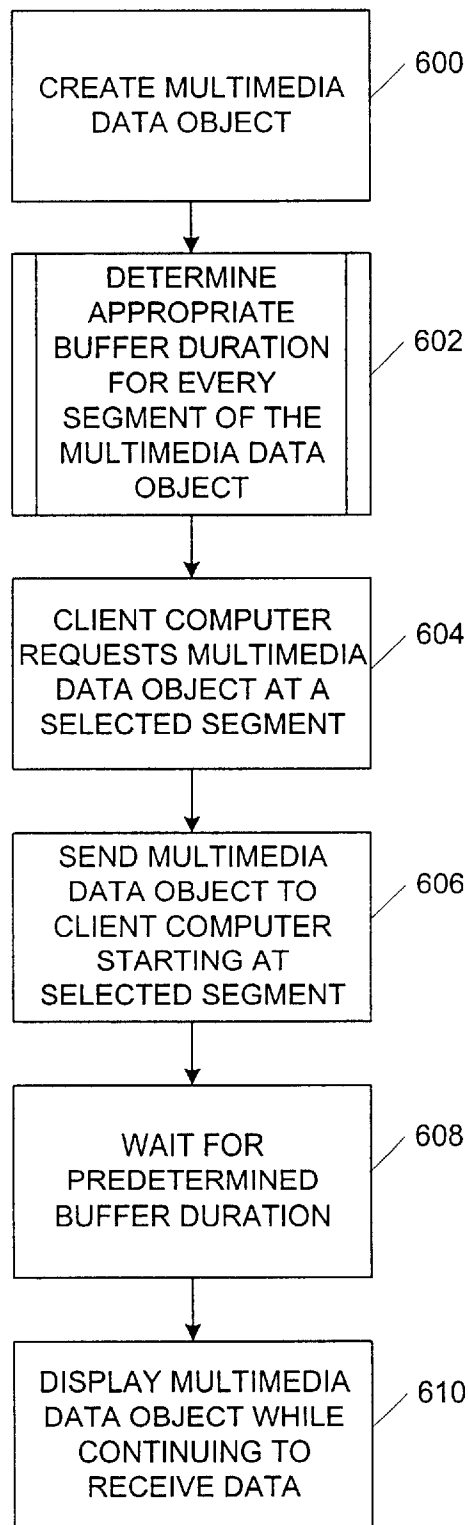 CREATE MULTIMEDIA
DATA OBJECT
600
DETERMINE
APPROPRIATE
BUFFER DURATION
FOR EVERY
SEGMENT OF THE
MULTIMEDIA DATA
OBJECT
602
CLIENT COMPUTER
REQUESTS MULTIMEDIA
DATA OBJECT AT A
SELECTED SEGMENT
604
SEND MULTIMEDIA
DATA OBJECT TO
CLIENT COMPUTER
STARTING AT
SELECTED SEGMENT
606
WAIT FOR
PREDETERMINED
BUFFER DURATION
608
DISPLAY MULTIMEDIA
DATA OBJECT WHILE
CONTINUING TO
RECEIVE DATA
610